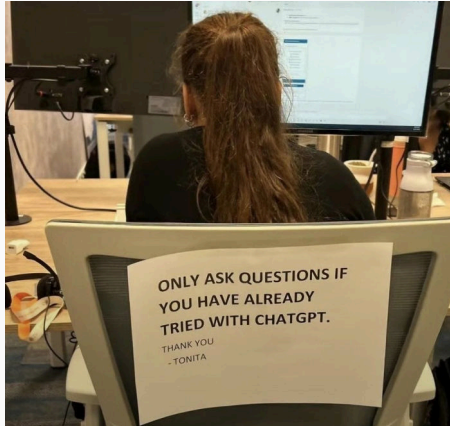 ONLY ASK QUESTIONS IF
YOU HAVE ALREADY
TRIED WITH CHATGPT.
THANK YOU
- TONITA